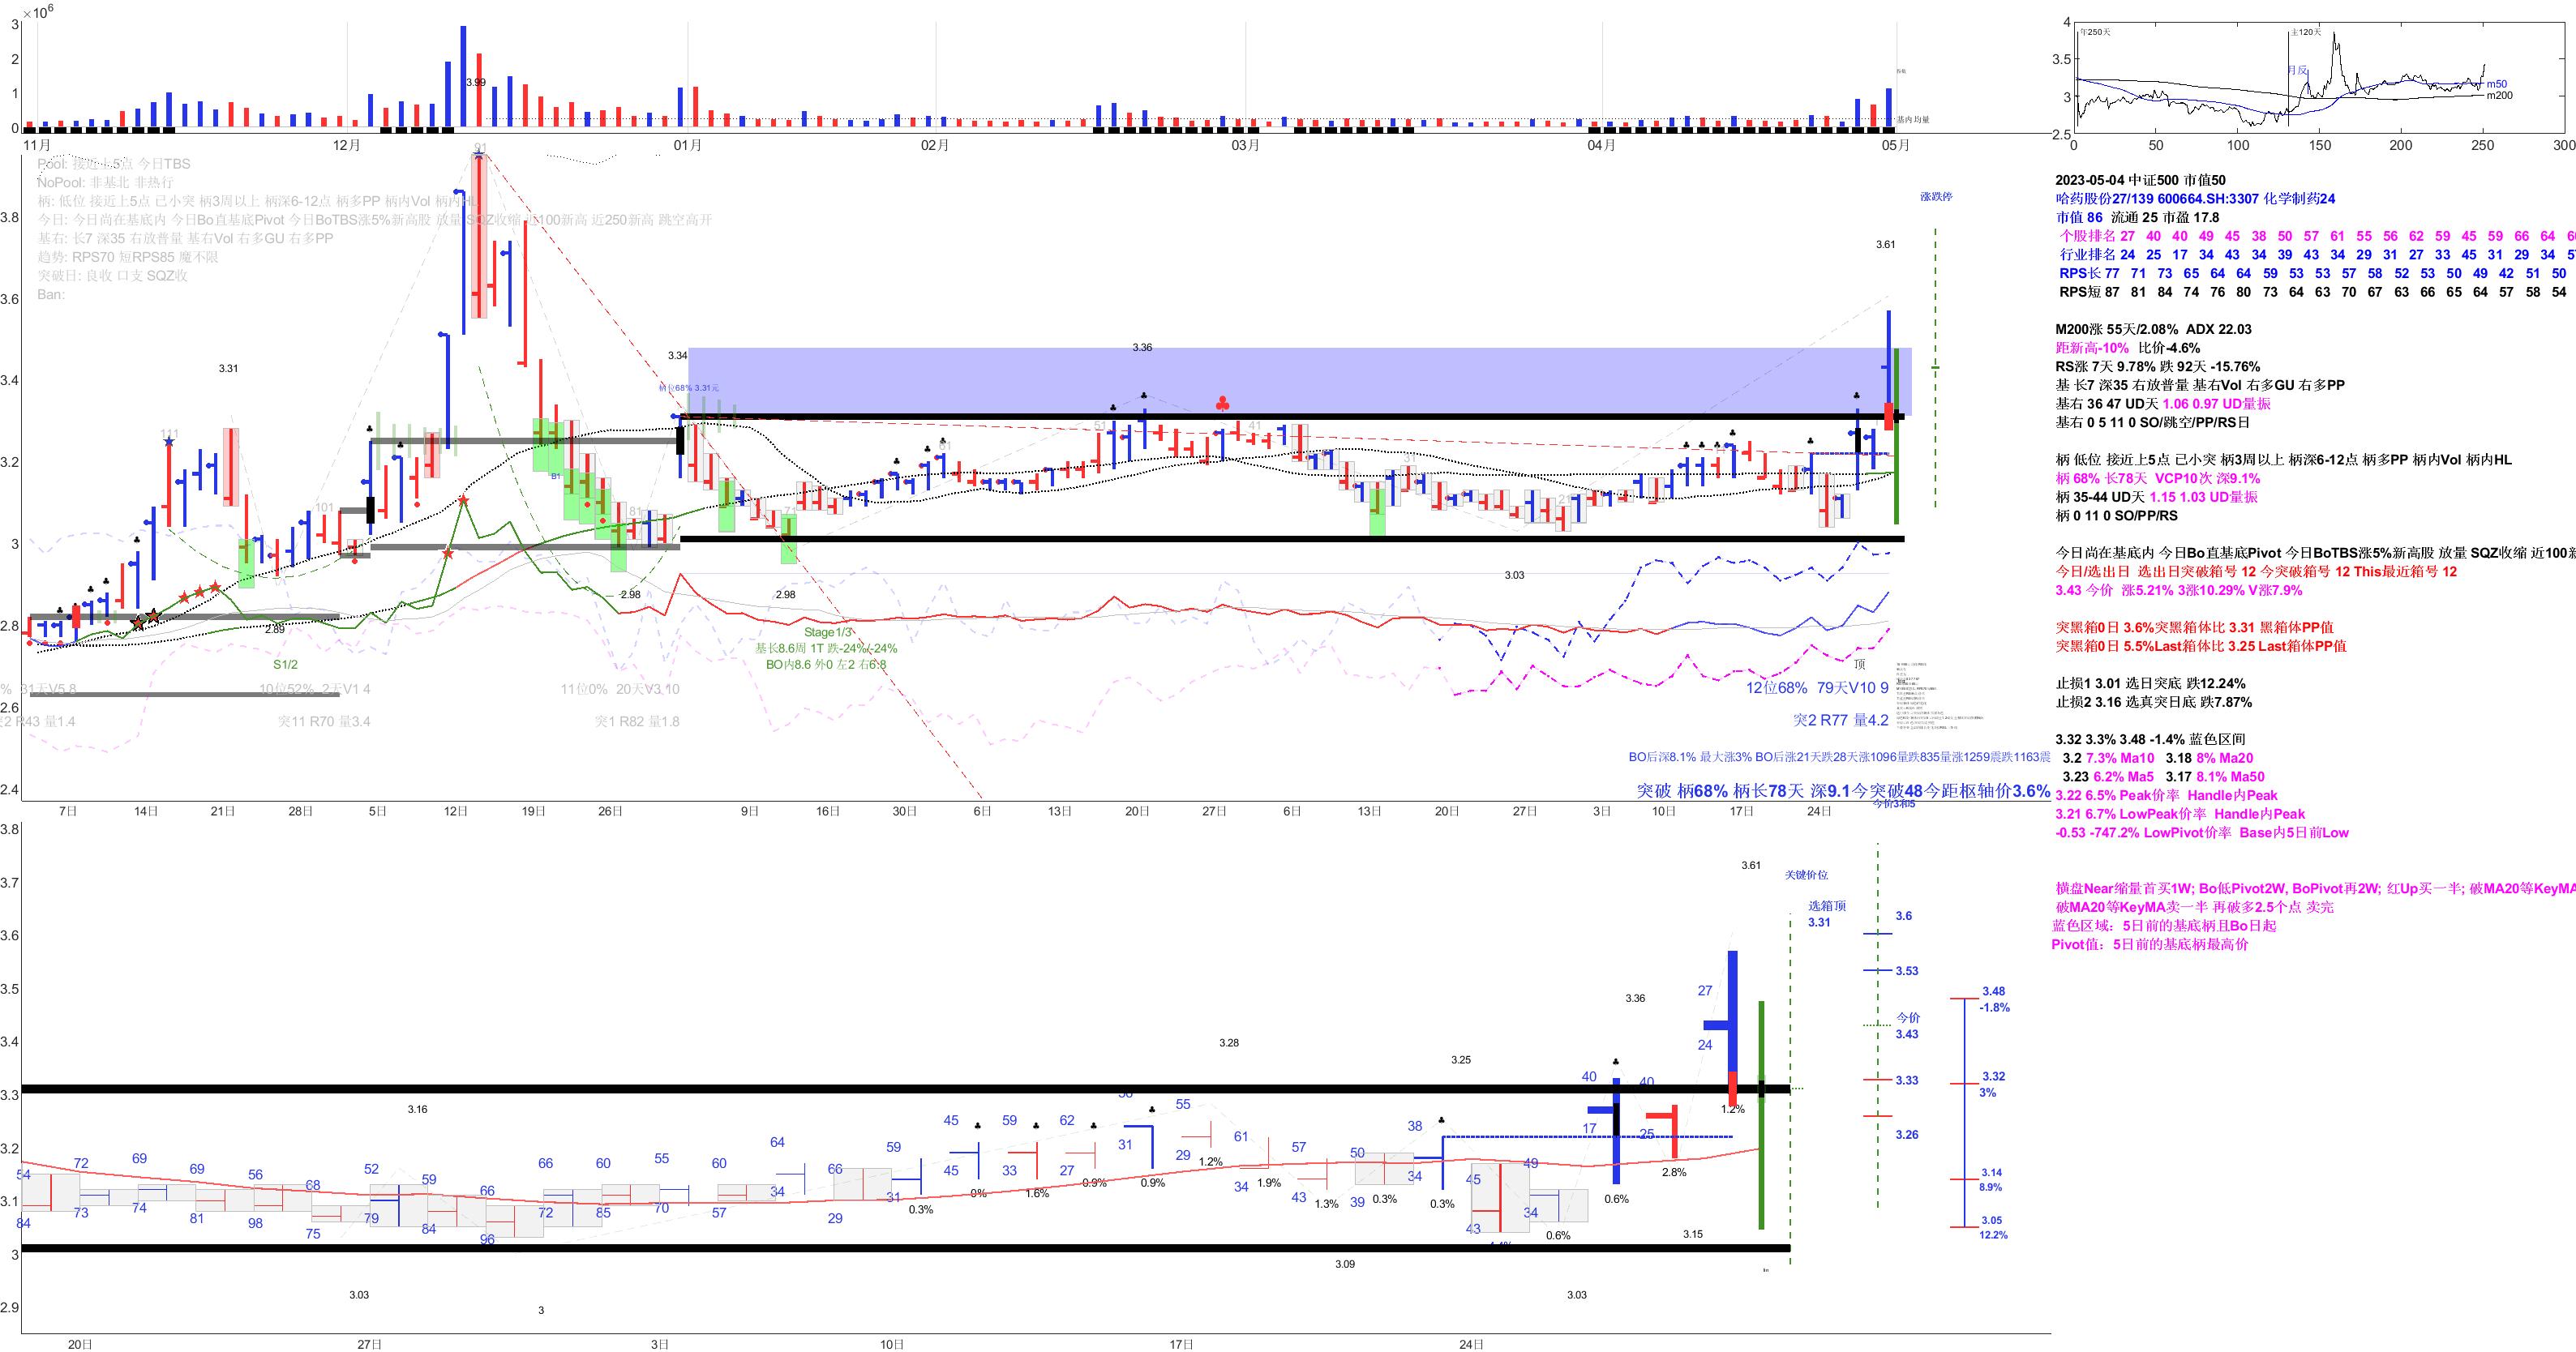 ×10⁶
3
2
1
0
3.99
基内均量
11月 12月 01月 02月 03月 04月 05月
4
3.5
3
2.5
年250天
主120天
月反
m50
m200
0 50 100 150 200 250 300
Pool: 接近上5点 今日TBS
NoPool: 非基北 非热行
柄: 低位 接近上5点 已小突 柄3周以上 柄深6-12点 柄多PP 柄内Vol 柄内HL
今日: 今日尚在基底内 今日Bo直基底Pivot 今日BoTBS涨5%新高股 放量 SQZ收缩 近100新高 近250新高 跳空高开
基右: 长7 深35 右放普量 基右Vol 右多GU 右多PP
趋势: RPS70 短RPS85 魔不限
突破日: 良收 口支 SQZ收
Ban:
3.8
3.6
3.4
3.2
3
2.8
2.6
2.4
91
111
3.31
101
3.34
柄位68% 3.31元
3.36
51
41
31
21
61
71
81
B1
涨跌停
3.61
2.89
2.98
2.98
3.03
S1/2
Stage1/3
基长8.6周 1T 跌-24%/-24%
BO内8.6 外0 左2 右6.8
% 31天V5 8
10位52% 2天V1 4
11位0% 20天V3 10
突2 R43 量1.4
突11 R70 量3.4
突1 R82 量1.8
顶
12位68% 79天V10 9
突2 R77 量4.2
BO后深8.1% 最大涨3% BO后涨21天跌28天涨1096量跌835量涨1259震跌1163震
突破 柄68% 柄长78天 深9.1今突破48今距枢轴价3.6%
今价3和5
7日 14日 21日 28日 5日 12日 19日 26日 9日 16日 30日 6日 13日 20日 27日 6日 13日 20日 27日 3日 10日 17日 24日
2023-05-04 中证500 市值50
哈药股份27/139 600664.SH:3307 化学制药24
市值 86 流通 25 市盈 17.8
个股排名 27 40 40 49 45 38 50 57 61 55 56 62 59 45 59 66 64
行业排名 24 25 17 34 43 34 39 43 34 29 31 27 33 45 31 29 34
RPS长 77 71 73 65 64 64 59 53 53 57 58 52 53 50 49 42 51 50
RPS短 87 81 84 74 76 80 73 64 63 70 67 63 66 65 64 57 58 54
M200涨 55天/2.08% ADX 22.03
距新高-10% 比价-4.6%
RS涨 7天 9.78% 跌 92天 -15.76%
基 长7 深35 右放普量 基右Vol 右多GU 右多PP
基右 36 47 UD天 1.06 0.97 UD量振
基右 0 5 11 0 SO/跳空/PP/RS日
柄 低位 接近上5点 已小突 柄3周以上 柄深6-12点 柄多PP 柄内Vol 柄内HL
柄 68% 长78天 VCP10次 深9.1%
柄 35-44 UD天 1.15 1.03 UD量振
柄 0 11 0 SO/PP/RS
今日尚在基底内 今日Bo直基底Pivot 今日BoTBS涨5%新高股 放量 SQZ收缩 近100新
今日/选出日 选出日突破箱号 12 今突破箱号 12 This最近箱号 12
3.43 今价 涨5.21% 3涨10.29% V涨7.9%
突黑箱0日 3.6%突黑箱体比 3.31 黑箱体PP值
突黑箱0日 5.5%Last箱体比 3.25 Last箱体PP值
止损1 3.01 选日突底 跌12.24%
止损2 3.16 选真突日底 跌7.87%
3.32 3.3% 3.48 -1.4% 蓝色区间
3.2 7.3% Ma10 3.18 8% Ma20
3.23 6.2% Ma5 3.17 8.1% Ma50
3.22 6.5% Peak价率 Handle内Peak
3.21 6.7% LowPeak价率 Handle内Peak
-0.53 -747.2% LowPivot价率 Base内5日前Low
横盘Near缩量首买1W; Bo低Pivot2W, BoPivot再2W; 红Up买一半; 破MA20等KeyMA
破MA20等KeyMA卖一半 再破多2.5个点 卖完
蓝色区域：5日前的基底柄且Bo日起
Pivot值：5日前的基底柄最高价
3.8
3.7
3.6
3.5
3.4
3.3
3.2
3.1
3
2.9
3.16
3.28
3.25
3.36
3.61
54 72 69 69 56 68 52 59 66 66 60 55 60 64 66 59 45 59 62 55 61 57 50 38 45 49 40 40 27
84 73 74 81 98 75 79 84 96 72 85 70 57 34 29 31 45 33 27 31 29 34 43 39 34 43 34 17 25 24
0.3% 0% 1.6% 0.9% 0.9% 1.2% 1.9% 1.3% 0.3% 0.3% 0.6% 0.6% 2.8% 1.2%
3.03
3
3.09
3.03
3.15
关键价位
选箱顶
3.31
3.6
3.53
今价
3.43
3.33
3.26
3.48
-1.8%
3.32
3%
3.14
8.9%
3.05
12.2%
20日 27日 3日 10日 17日 24日